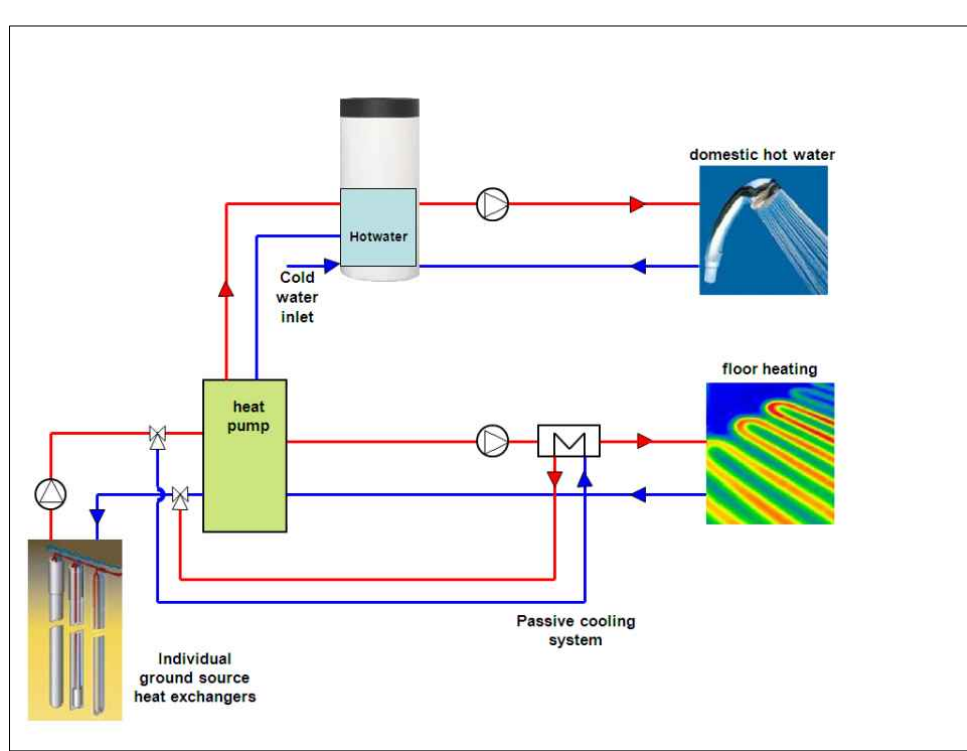 domestic hot water
Hotwater
Cold
water
inlet
floor heating
heat
pump
Passive cooling
system
Individual
ground source
heat exchangers